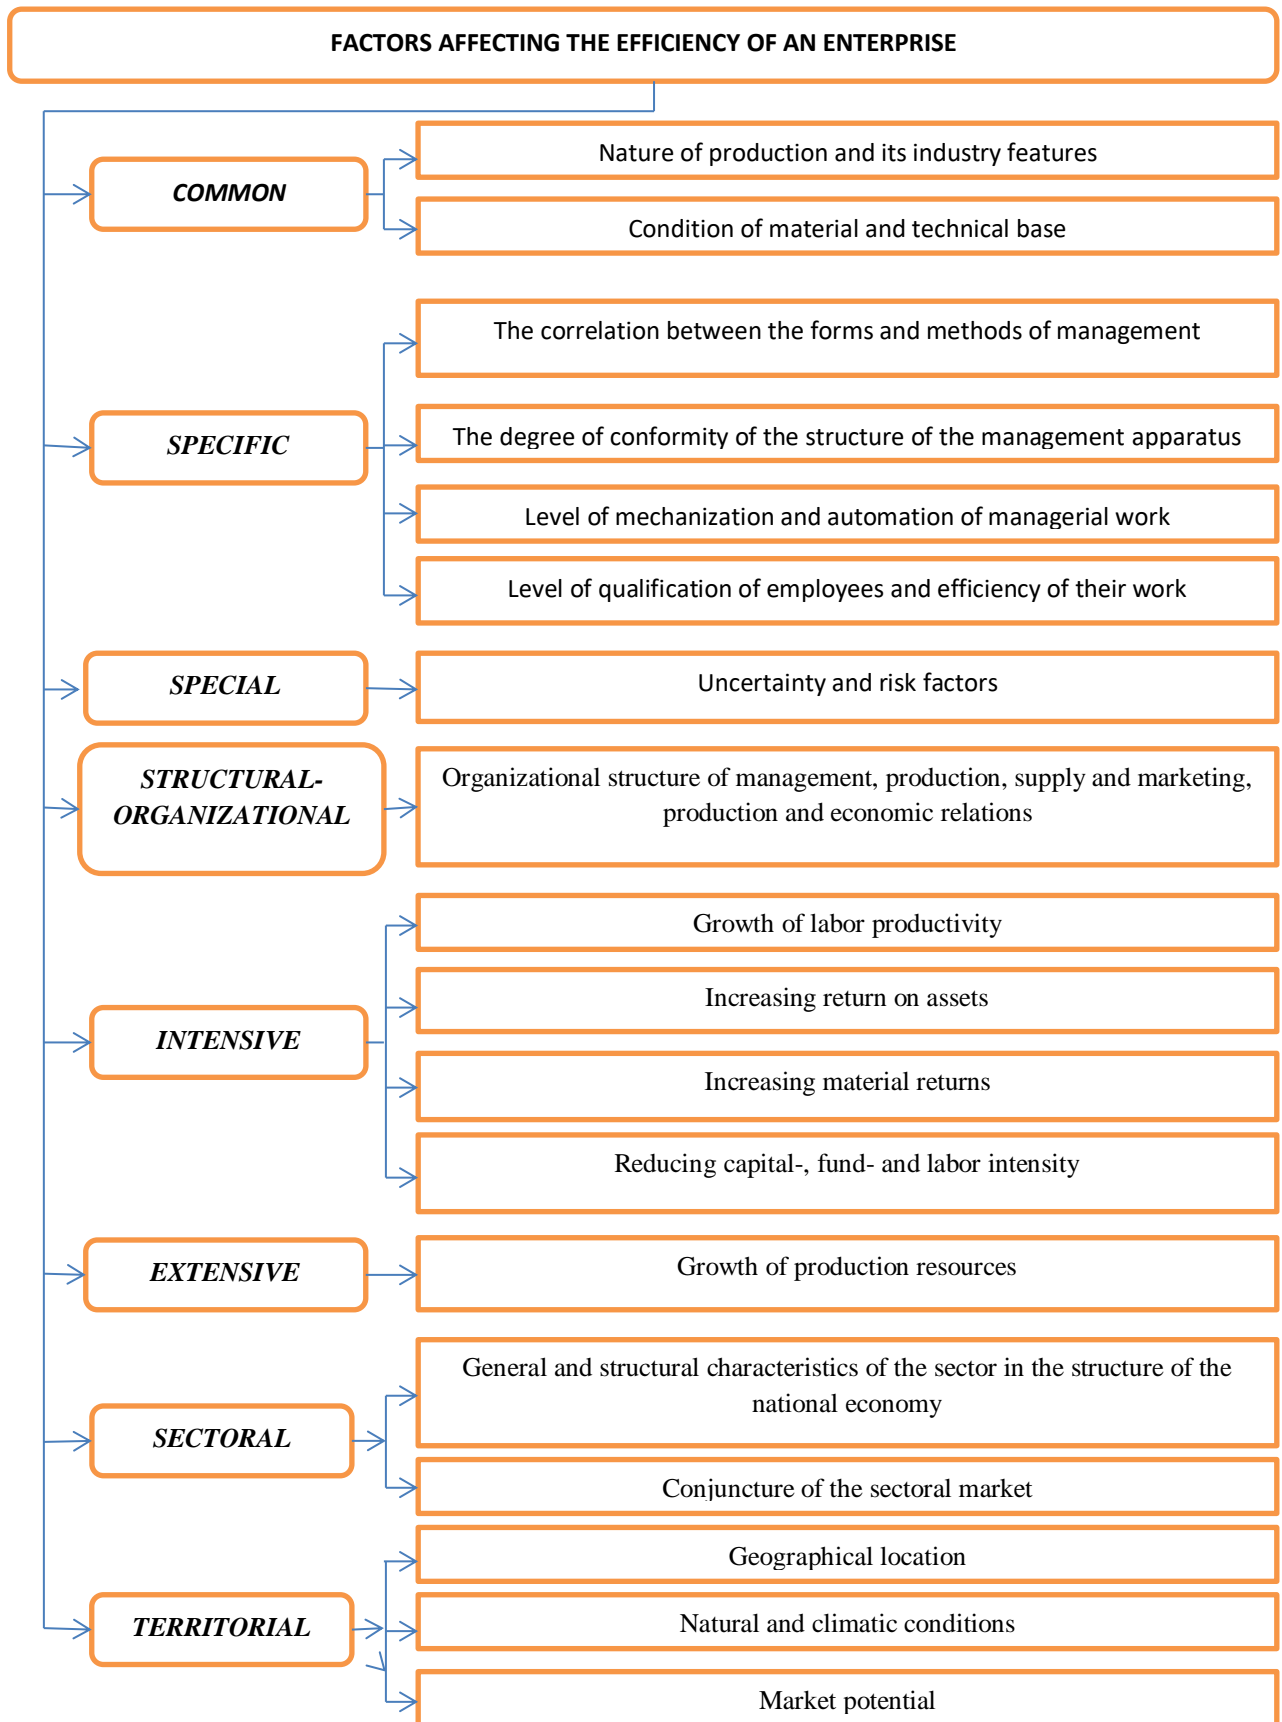 FACTORS AFFECTING THE EFFICIENCY OF AN ENTERPRISE
COMMON
Nature of production and its industry features
Condition of material and technical base
SPECIFIC
The correlation between the forms and methods of management
The degree of conformity of the structure of the management apparatus
Level of mechanization and automation of managerial work
Level of qualification of employees and efficiency of their work
SPECIAL
Uncertainty and risk factors
STRUCTURAL-
ORGANIZATIONAL
Organizational structure of management, production, supply and marketing,
production and economic relations
INTENSIVE
Growth of labor productivity
Increasing return on assets
Increasing material returns
Reducing capital-, fund- and labor intensity
EXTENSIVE
Growth of production resources
SECTORAL
General and structural characteristics of the sector in the structure of the
national economy
Conjuncture of the sectoral market
TERRITORIAL
Geographical location
Natural and climatic conditions
Market potential